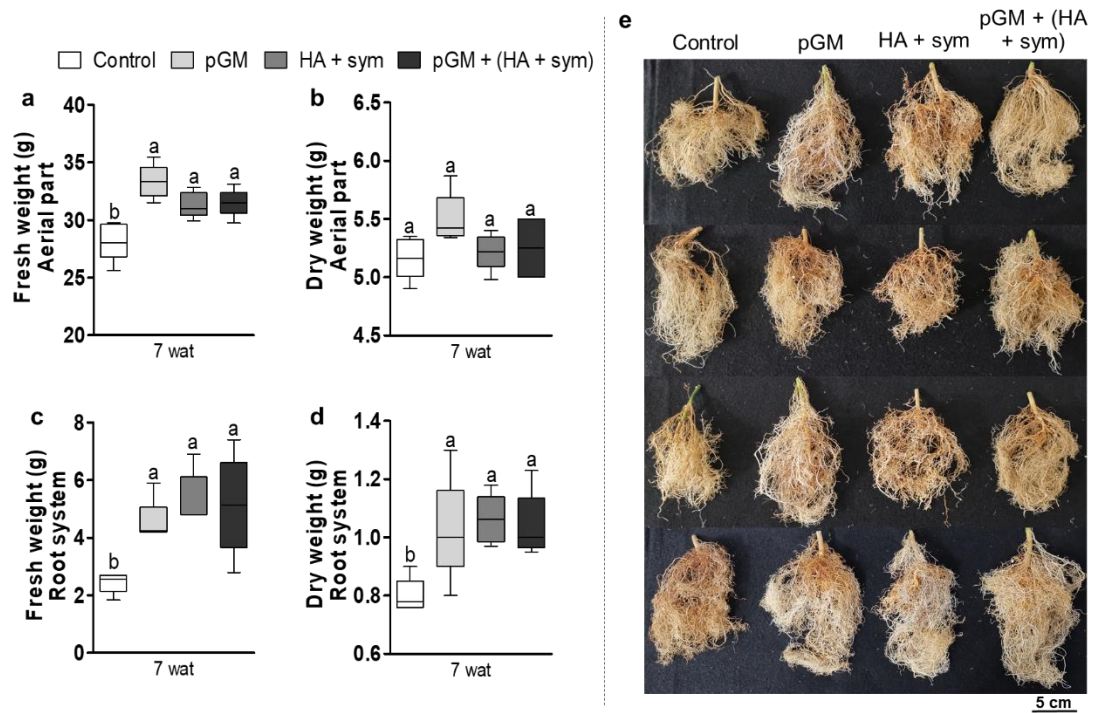 Control pGM HA + sym pGM + (HA + sym)
a
Fresh weight (g)
Aerial part
40
35
30
25
20
b
a
a
a
7 wat
b
Dry weight (g)
Aerial part
6.5
6.0
5.5
5.0
4.5
a
a
a
a
7 wat
c
Fresh weight (g)
Root system
8
6
4
2
0
b
a
a
a
7 wat
d
Dry weight (g)
Root system
1.4
1.2
1.0
0.8
0.6
b
a
a
a
7 wat
e
Control pGM HA + sym pGM + (HA
+ sym)
5 cm